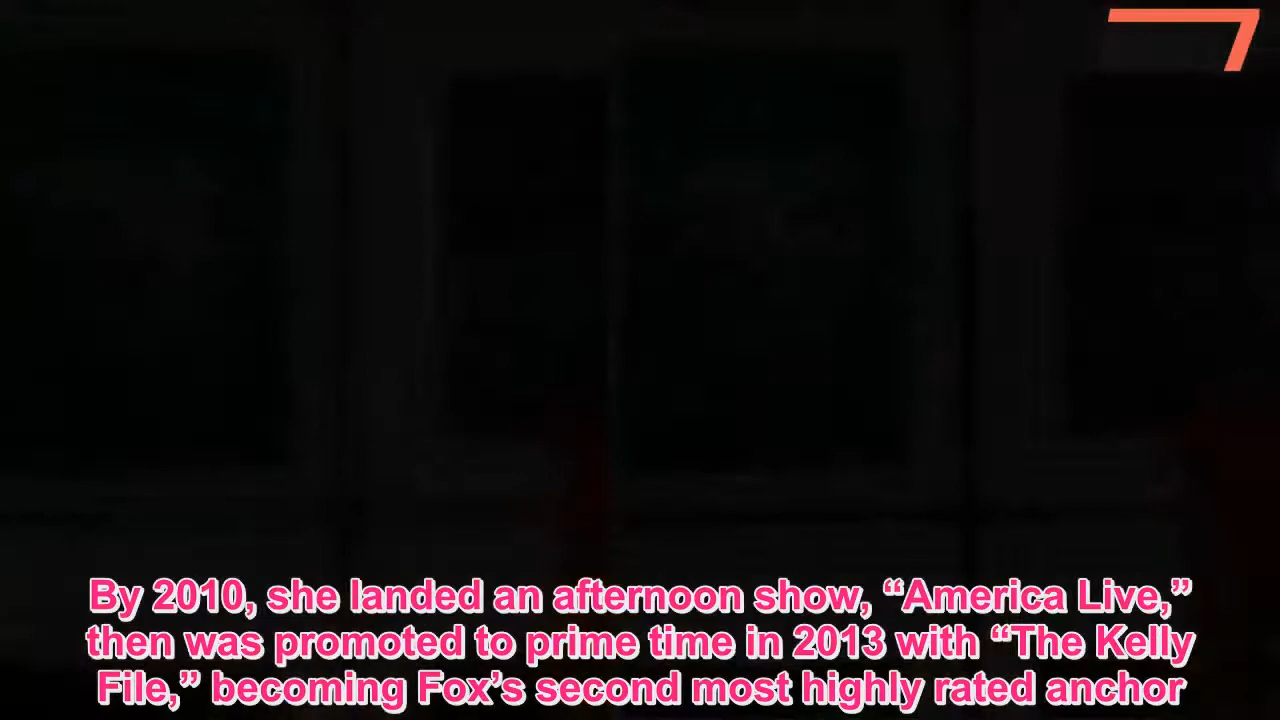 By 2010, she landed an afternoon show, “America Live,”
then was promoted to prime time in 2013 with “The Kelly
File,” becoming Fox’s second most highly rated anchor